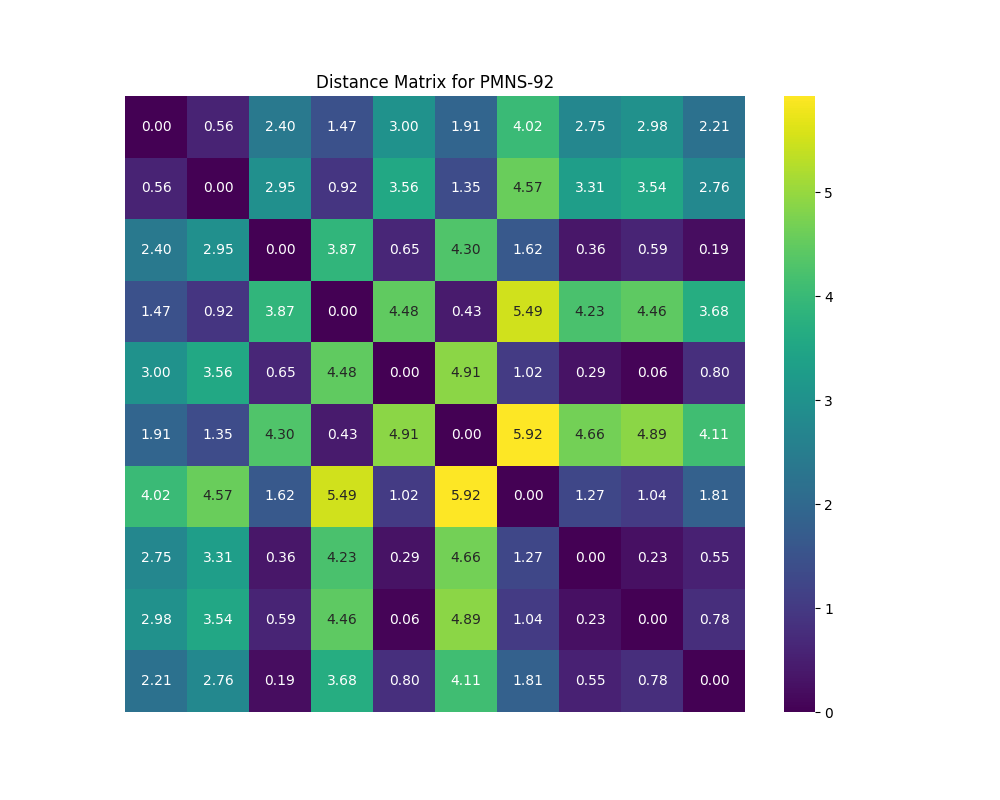 Distance Matrix for PMNS-92
0.00 0.56 2.40 1.47 3.00 1.91 4.02 2.75 2.98 2.21
0.56 0.00 2.95 0.92 3.56 1.35 4.57 3.31 3.54 2.76
2.40 2.95 0.00 3.87 0.65 4.30 1.62 0.36 0.59 0.19
1.47 0.92 3.87 0.00 4.48 0.43 5.49 4.23 4.46 3.68
3.00 3.56 0.65 4.48 0.00 4.91 1.02 0.29 0.06 0.80
1.91 1.35 4.30 0.43 4.91 0.00 5.92 4.66 4.89 4.11
4.02 4.57 1.62 5.49 1.02 5.92 0.00 1.27 1.04 1.81
2.75 3.31 0.36 4.23 0.29 4.66 1.27 0.00 0.23 0.55
2.98 3.54 0.59 4.46 0.06 4.89 1.04 0.23 0.00 0.78
2.21 2.76 0.19 3.68 0.80 4.11 1.81 0.55 0.78 0.00
5
4
3
2
1
0